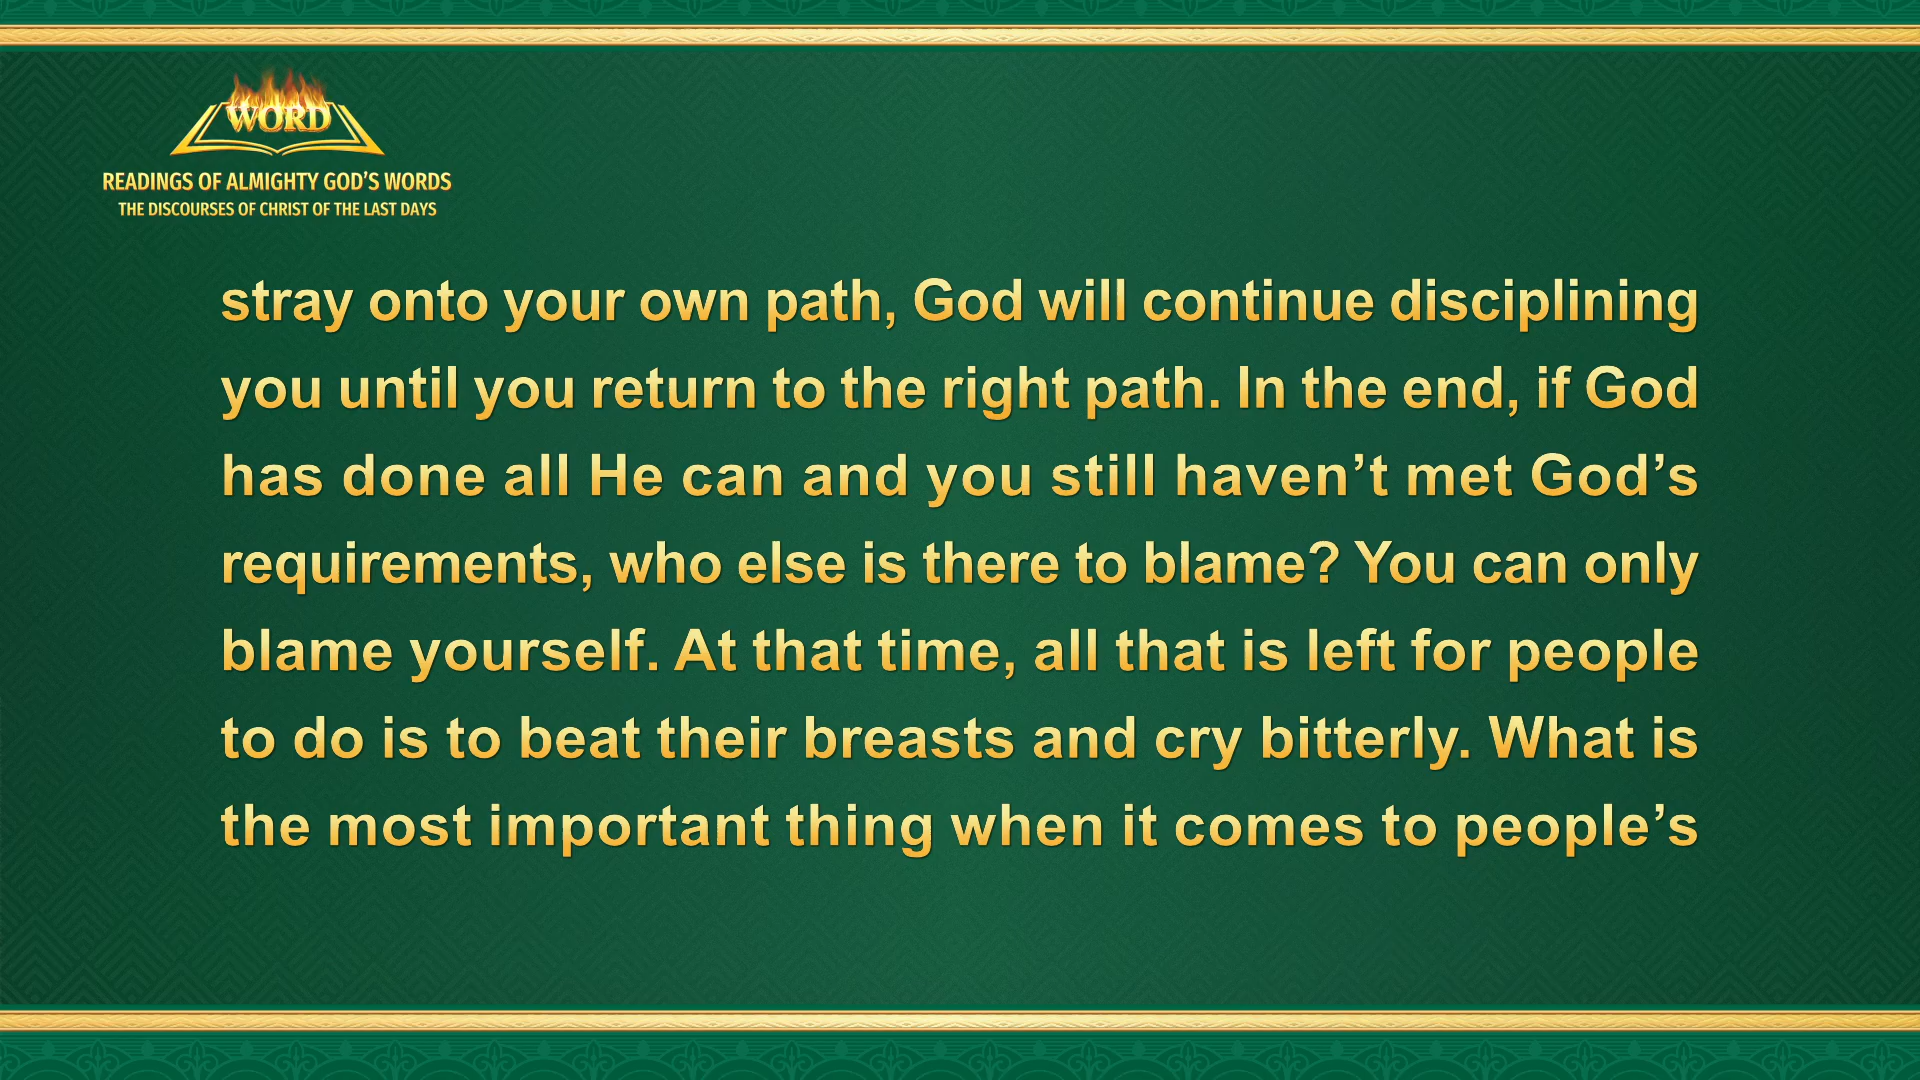 WORD
READINGS OF ALMIGHTY GOD’S WORDS
THE DISCOURSES OF CHRIST OF THE LAST DAYS
stray onto your own path, God will continue disciplining
you until you return to the right path. In the end, if God
has done all He can and you still haven’t met God’s
requirements, who else is there to blame? You can only
blame yourself. At that time, all that is left for people
to do is to beat their breasts and cry bitterly. What is
the most important thing when it comes to people’s